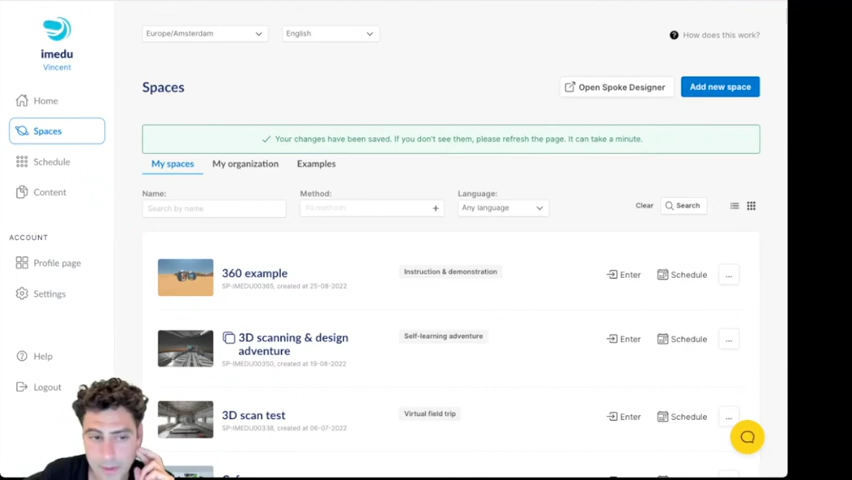 imedu
Vincent
Home
Spaces
Schedule
Content
ACCOUNT
Profile page
Settings
Help
Logout
Europe/Amsterdam
English
How does this work?
Spaces
Open Spoke Designer
Add new space
Your changes have been saved. If you don't see them, please refresh the page. It can take a minute.
My spaces
My organization
Examples
Name:
Method:
Language:
Search by name
All methods
+
Any language
Clear
Search
360 example
SP-IMEDU00365, created at 25-08-2022
Instruction & demonstration
Enter
Schedule
...
3D scanning & design
adventure
SP-IMEDU00350, created at 19-08-2022
Self-learning adventure
Enter
Schedule
...
3D scan test
SP-IMEDU00338, created at 06-07-2022
Virtual field trip
Enter
Schedule
...